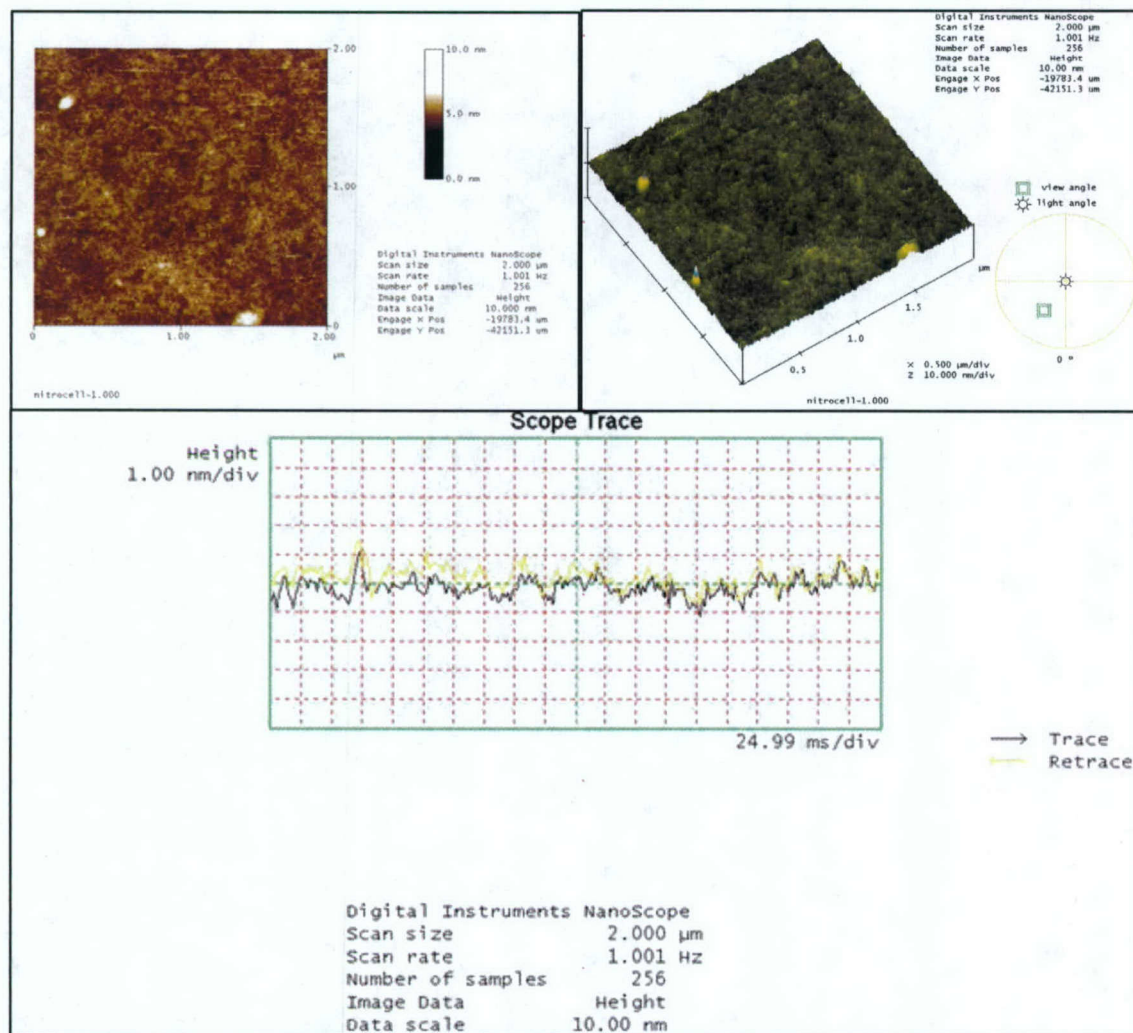 2.00
1.00
0
0 1.00 2.00
µm
10.0 nm
5.0 nm
0.0 nm
Digital Instruments NanoScope
Scan size 2.000 µm
Scan rate 1.001 Hz
Number of samples 256
Image Data Height
Data scale 10.000 nm
Engage X Pos -19783.4 um
Engage Y Pos -42151.3 um
nitrocell-1.000
Digital Instruments NanoScope
Scan size 2.000 µm
Scan rate 1.001 Hz
Number of samples 256
Image Data Height
Data scale 10.00 nm
Engage X Pos -19783.4 um
Engage Y Pos -42151.3 um
view angle
light angle
0 °
µm
1.5
1.0
0.5
X 0.500 µm/div
Z 10.000 nm/div
nitrocell-1.000
Scope Trace
Height
1.00 nm/div
24.99 ms/div
Trace
Retrace
Digital Instruments NanoScope
Scan size 2.000 µm
Scan rate 1.001 Hz
Number of samples 256
Image Data Height
Data scale 10.00 nm